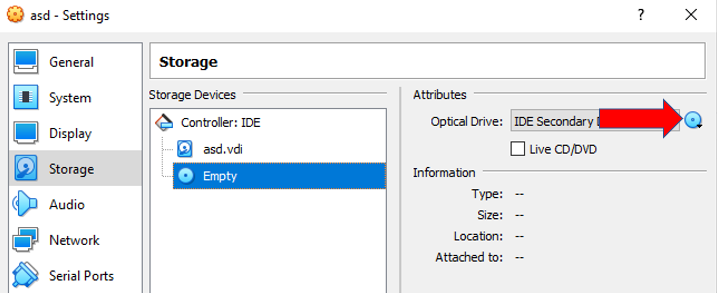 asd - Settings
?
General
System
Display
Storage
Audio
Network
Serial Ports
Storage
Storage Devices
Controller: IDE
asd.vdi
Empty
Attributes
Optical Drive: IDE Secondary
Live CD/DVD
Information
Type: --
Size: --
Location: --
Attached to: --